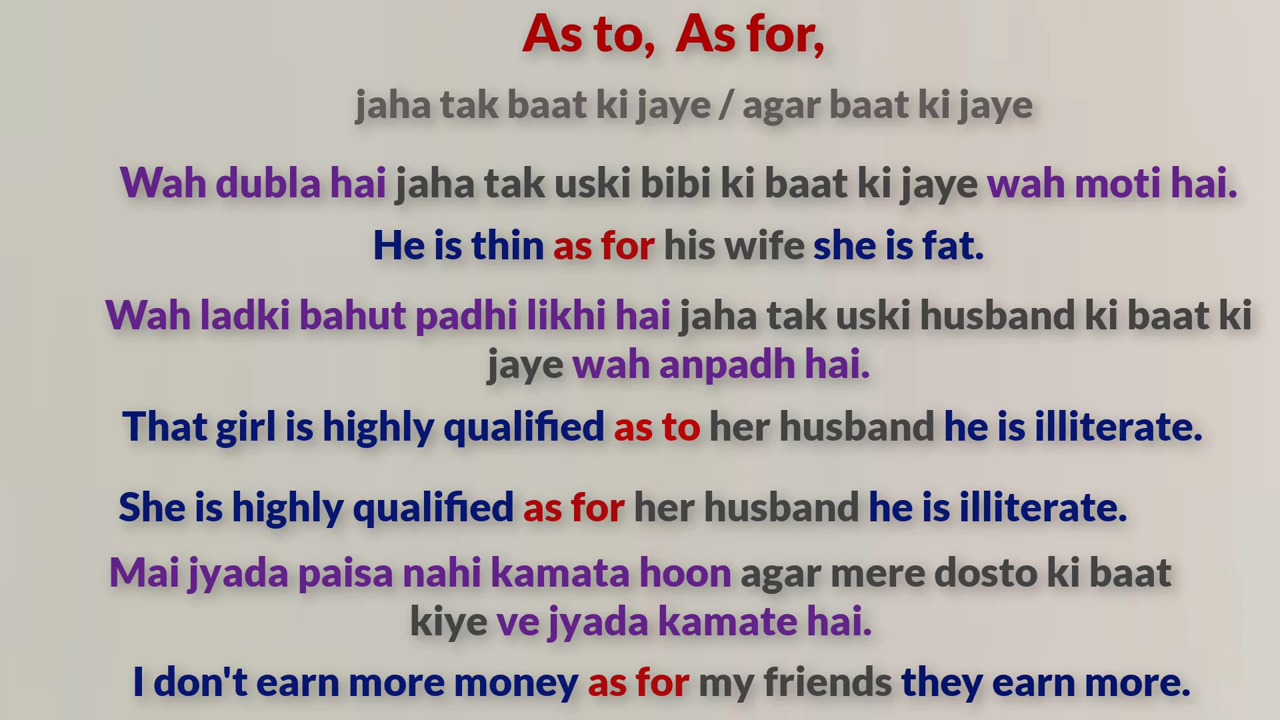 As to, As for,
jaha tak baat ki jaye / agar baat ki jaye
Wah dubla hai jaha tak uski bibi ki baat ki jaye wah moti hai.
He is thin as for his wife she is fat.
Wah ladki bahut padhi likhi hai jaha tak uski husband ki baat ki
jaye wah anpadh hai.
That girl is highly qualified as to her husband he is illiterate.
She is highly qualified as for her husband he is illiterate.
Mai jyada paisa nahi kamata hoon agar mere dosto ki baat
kiye ve jyada kamate hai.
I don't earn more money as for my friends they earn more.